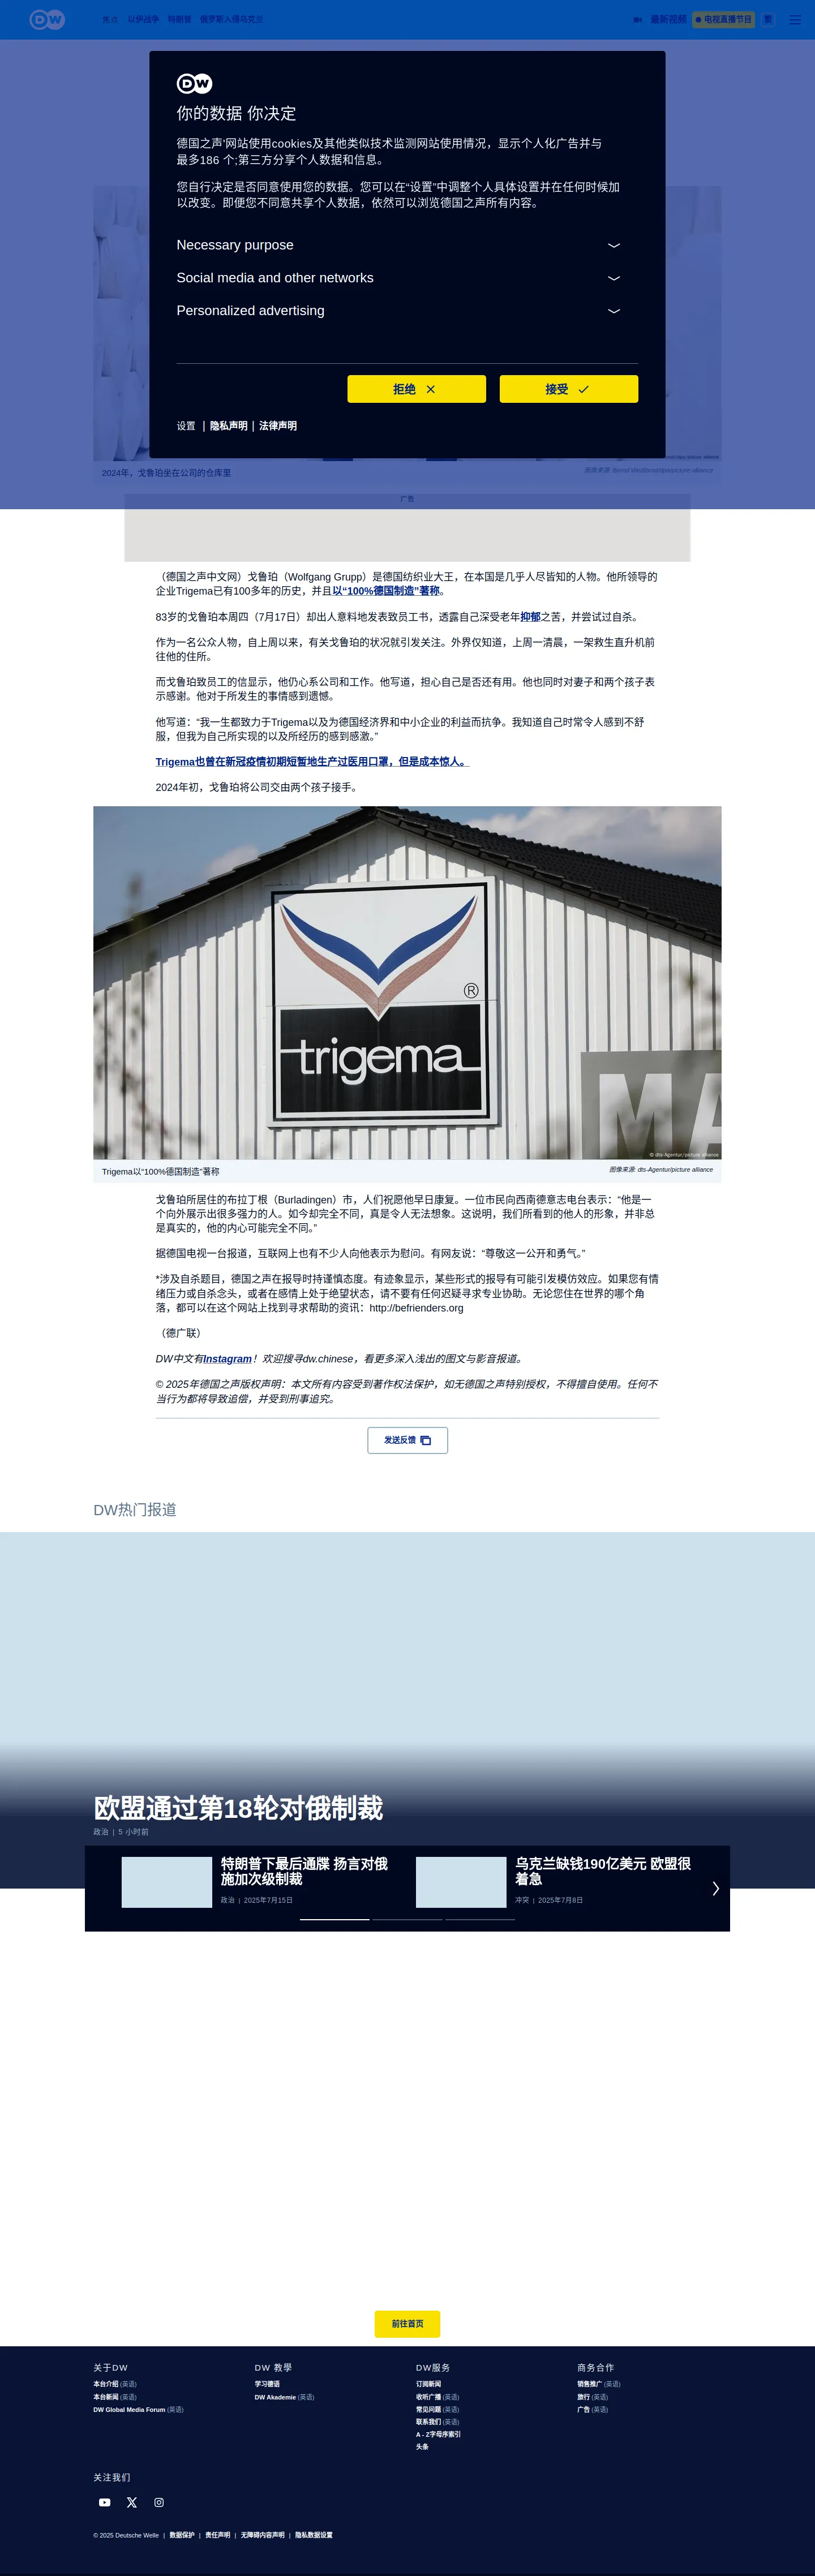 DW
焦点 以伊战争 特朗普 俄罗斯入侵乌克兰
最新视频 电视直播节目 繁
DW
你的数据 你决定
德国之声'网站使用cookies及其他类似技术监测网站使用情况，显示个人化广告并与
最多186 个;第三方分享个人数据和信息。
您自行决定是否同意使用您的数据。您可以在“设置”中调整个人具体设置并在任何时候加
以改变。即便您不同意共享个人数据，依然可以浏览德国之声所有内容。
Necessary purpose
Social media and other networks
Personalized advertising
拒绝
接受
设置 | 隐私声明 | 法律声明
2024年，戈鲁珀坐在公司的仓库里
图像来源: Bernd Weißbrod/dpa/picture alliance
广告
（德国之声中文网）戈鲁珀（Wolfgang Grupp）是德国纺织业大王，在本国是几乎人尽皆知的人物。他所领导的
企业Trigema已有100多年的历史，并且以“100%德国制造”著称。
83岁的戈鲁珀本周四（7月17日）却出人意料地发表致员工书，透露自己深受老年抑郁之苦，并尝试过自杀。
作为一名公众人物，自上周以来，有关戈鲁珀的状况就引发关注。外界仅知道，上周一清晨，一架救生直升机前
往他的住所。
而戈鲁珀致员工的信显示，他仍心系公司和工作。他写道，担心自己是否还有用。他也同时对妻子和两个孩子表
示感谢。他对于所发生的事情感到遗憾。
他写道：“我一生都致力于Trigema以及为德国经济界和中小企业的利益而抗争。我知道自己时常令人感到不舒
服，但我为自己所实现的以及所经历的感到感激。”
Trigema也曾在新冠疫情初期短暂地生产过医用口罩，但是成本惊人。
2024年初，戈鲁珀将公司交由两个孩子接手。
®
trigema
MA
© dts-Agentur/picture alliance
Trigema以“100%德国制造”著称
图像来源: dts-Agentur/picture alliance
戈鲁珀所居住的布拉丁根（Burladingen）市，人们祝愿他早日康复。一位市民向西南德意志电台表示：“他是一
个向外展示出很多强力的人。如今却完全不同，真是令人无法想象。这说明，我们所看到的他人的形象，并非总
是真实的，他的内心可能完全不同。”
据德国电视一台报道，互联网上也有不少人向他表示为慰问。有网友说：“尊敬这一公开和勇气。”
*涉及自杀题目，德国之声在报导时持谨慎态度。有迹象显示，某些形式的报导有可能引发模仿效应。如果您有情
绪压力或自杀念头，或者在感情上处于绝望状态，请不要有任何迟疑寻求专业协助。无论您住在世界的哪个角
落，都可以在这个网站上找到寻求帮助的资讯：http://befrienders.org
（德广联）
DW中文有Instagram！欢迎搜寻dw.chinese，看更多深入浅出的图文与影音报道。
© 2025年德国之声版权声明：本文所有内容受到著作权法保护，如无德国之声特别授权，不得擅自使用。任何不
当行为都将导致追偿，并受到刑事追究。
发送反馈
DW热门报道
欧盟通过第18轮对俄制裁
政治 | 5 小时前
特朗普下最后通牒 扬言对俄
施加次级制裁
政治 | 2025年7月15日
乌克兰缺钱190亿美元 欧盟很
着急
冲突 | 2025年7月8日
前往首页
关于DW
本台介绍 (英语)
本台新闻 (英语)
DW Global Media Forum (英语)
DW 教學
学习德语
DW Akademie (英语)
DW服务
订阅新闻
收听广播 (英语)
常见问题 (英语)
联系我们 (英语)
A - Z字母序索引
头条
商务合作
销售推广 (英语)
旅行 (英语)
广告 (英语)
关注我们
© 2025 Deutsche Welle | 数据保护 | 责任声明 | 无障碍内容声明 | 隐私数据设置